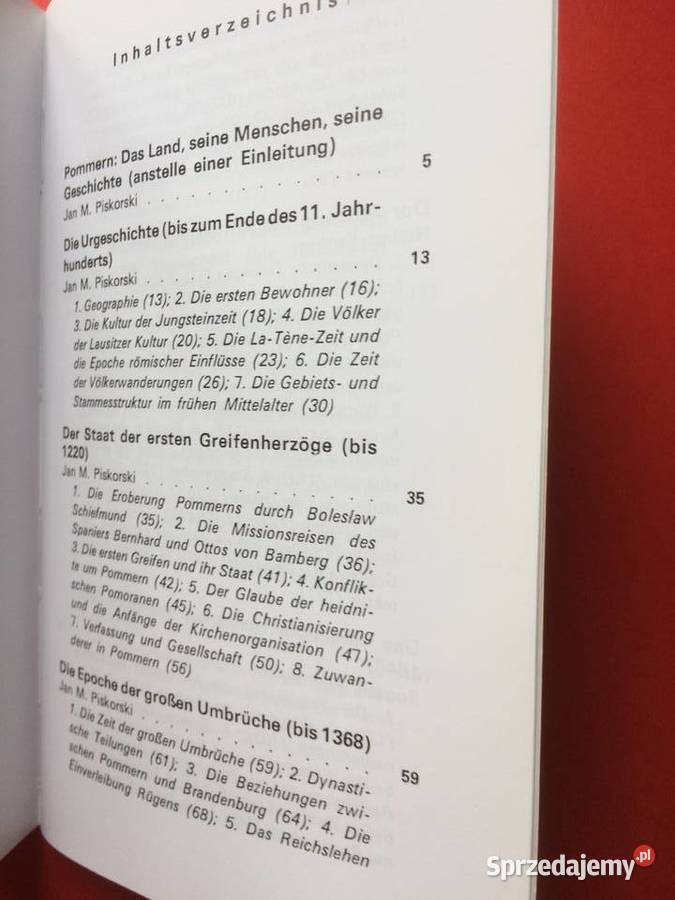 Inhaltsverzeichnis
Pommern: Das Land, seine Menschen, seine
Geschichte (anstelle einer Einleitung)
Jan M. Piskorski . . . . . . . . . . . . . 5
Die Urgeschichte (bis zum Ende des 11. Jahr-
hunderts)
Jan M. Piskorski . . . . . . . . . . . . . 13
1. Geographie (13); 2. Die ersten Bewohner (16);
3. Die Kultur der Jungsteinzeit (18); 4. Die Völker
der Lausitzer Kultur (20); 5. Die La-Tène-Zeit und
die Epoche römischer Einflüsse (23); 6. Die Zeit
der Völkerwanderungen (26); 7. Die Gebiets- und
Stammesstruktur im frühen Mittelalter (30)
Der Staat der ersten Greifenherzöge (bis
1220)
Jan M. Piskorski . . . . . . . . . . . . . 35
1. Die Eroberung Pommerns durch Bolesław
Schiefmund (35); 2. Die Missionsreisen des
Spaniers Bernhard und Ottos von Bamberg (36);
3. Die ersten Greifen und ihr Staat (41); 4. Konflik-
te um Pommern (42); 5. Der Glaube der heidni-
schen Pomoranen (45); 6. Die Christianisierung
und die Anfänge der Kirchenorganisation (47);
7. Verfassung und Gesellschaft (50); 8. Zuwan-
derer in Pommern (56)
Die Epoche der großen Umbrüche (bis 1368)
Jan M. Piskorski . . . . . . . . . . . . . 59
1. Die Zeit der großen Umbrüche (59); 2. Dynasti-
sche Teilungen (61); 3. Die Beziehungen zwi-
schen Pommern und Brandenburg (64); 4. Die
Einverleibung Rügens (68); 5. Das Reichslehen
Sprzedajemy.pl